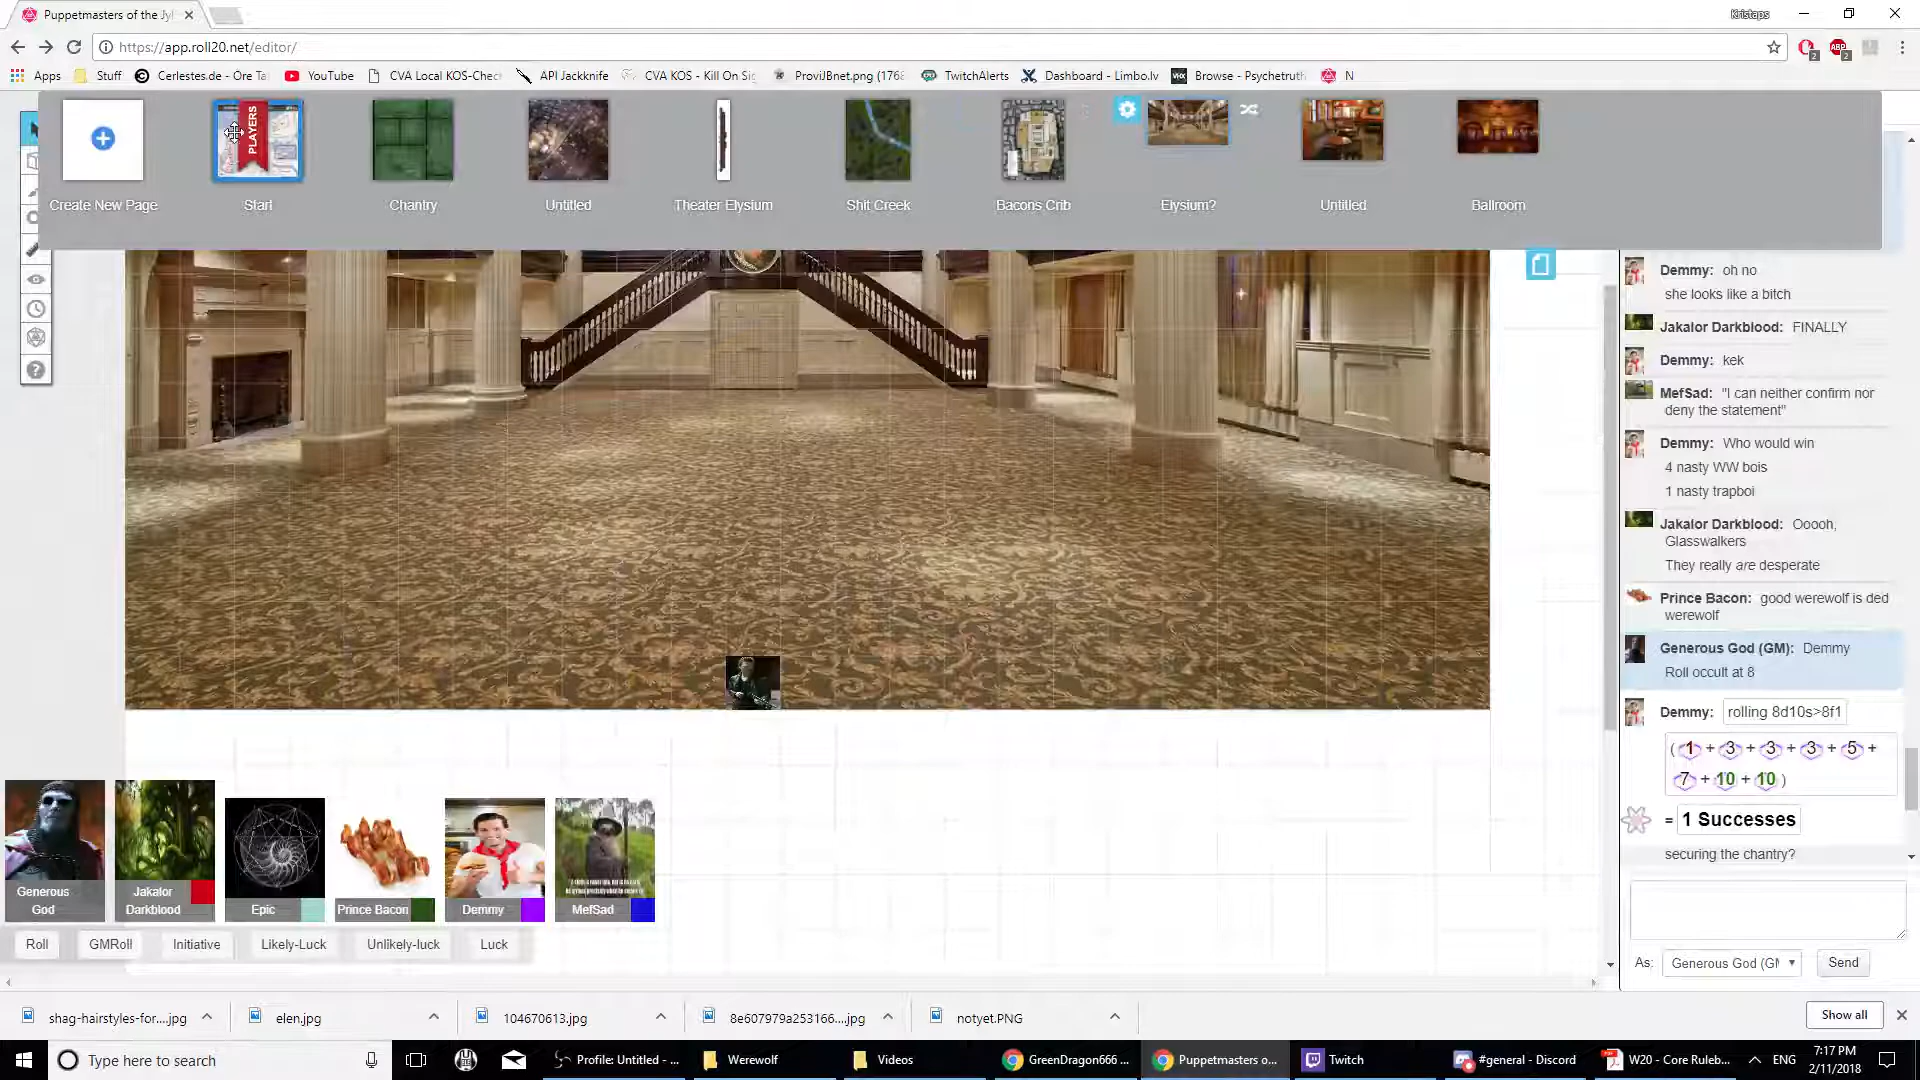 Puppetmasters of the Jyl
Kristaps
https://app.roll20.net/editor/
Apps
Stuff
Cerlestes.de - Ore Ta
YouTube
CVA Local KOS-Chec
API Jackknife
CVA KOS - Kill On Sig
ProviJBnet.png (176
TwitchAlerts
Dashboard - Limbo.lv
Browse - Psychetruth
N
PLAYERS
Create New Page
Start
Chantry
Untitled
Theater Elysium
Shit Creek
Bacons Crib
Elysium?
Untitled
Ballroom
Demmy: oh no
she looks like a bitch
Jakalor Darkblood: FINALLY
Demmy: kek
MefSad: "I can neither confirm nor
deny the statement"
Demmy: Who would win
4 nasty WW bois
1 nasty trapboi
Jakalor Darkblood: Ooooh,
Glasswalkers
They really are desperate
Prince Bacon: good werewolf is ded
werewolf
Generous God (GM): Demmy
Roll occult at 8
Demmy: rolling 8d10s>8f1
(1 + 3 + 3 + 3 + 5 +
7 + 10 + 10)
= 1 Successes
securing the chantry?
Generous
God
Jakalor
Darkblood
Epic
Prince Bacon
Demmy
MefSad
Roll
GMRoll
Initiative
Likely-Luck
Unlikely-luck
Luck
As:
Generous God (GM
Send
shag-hairstyles-for....jpg
elen.jpg
104670613.jpg
8e607979a253166....jpg
notyet.PNG
Show all
Type here to search
Profile: Untitled - ...
Werewolf
Videos
GreenDragon666 ...
Puppetmasters o...
Twitch
#general - Discord
W20 - Core Ruleb...
ENG
7:17 PM
2/11/2018